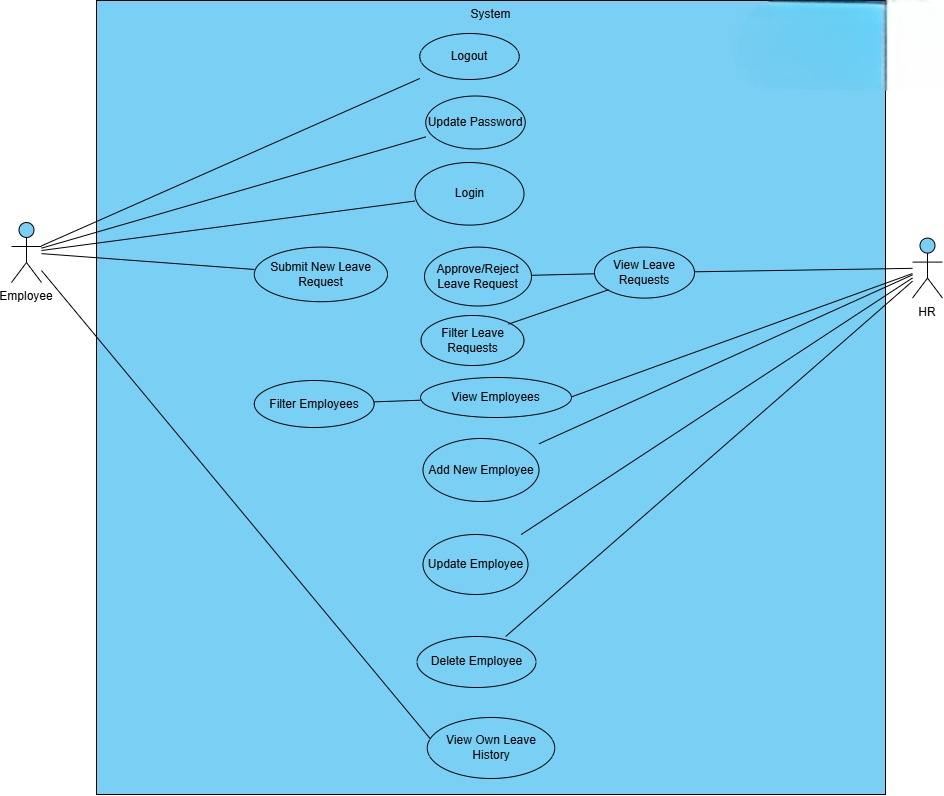 System
Logout
Update Password
Login
Submit New Leave
Request
Approve/Reject
Leave Request
View Leave
Requests
Employee
HR
Filter Leave
Requests
Filter Employees
View Employees
Add New Employee
Update Employee
Delete Employee
View Own Leave
History